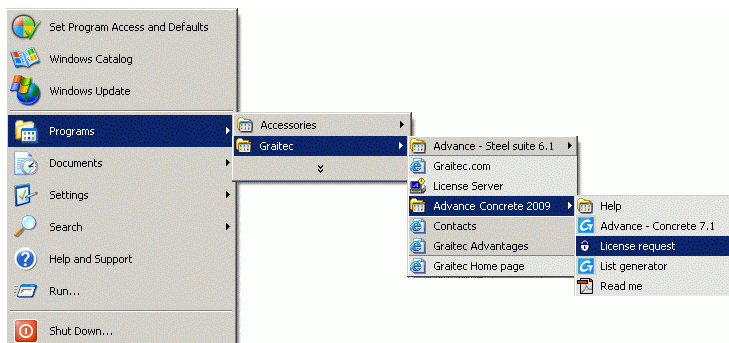 Set Program Access and Defaults
Windows Catalog
Windows Update
Programs
Documents
Settings
Search
Help and Support
Run...
Shut Down...
Accessories
Graitec
Advance - Steel suite 6.1
Graitec.com
License Server
Advance Concrete 2009
Contacts
Graitec Advantages
Graitec Home page
Help
Advance - Concrete 7.1
License request
List generator
Read me